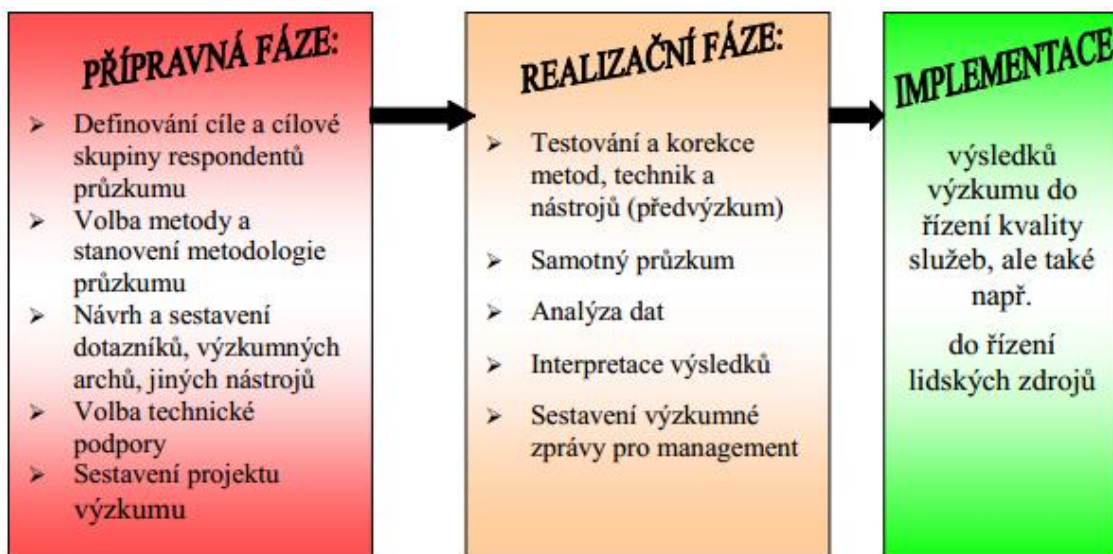 PŘÍPRAVNÁ FÁZE:
➢ Definování cíle a cílové
skupiny respondentů
průzkumu
➢ Volba metody a
stanovení metodologie
průzkumu
➢ Návrh a sestavení
dotazníků, výzkumných
archů, jiných nástrojů
➢ Volba technické
podpory
➢ Sestavení projektu
výzkumu
REALIZAČNÍ FÁZE:
➢ Testování a korekce
metod, technik a
nástrojů (předvýzkum)
➢ Samotný průzkum
➢ Analýza dat
➢ Interpretace výsledků
➢ Sestavení výzkumné
zprávy pro management
IMPLEMENTACE
výsledků
výzkumu do
řízení kvality
služeb, ale také
např.
do řízení
lidských zdrojů